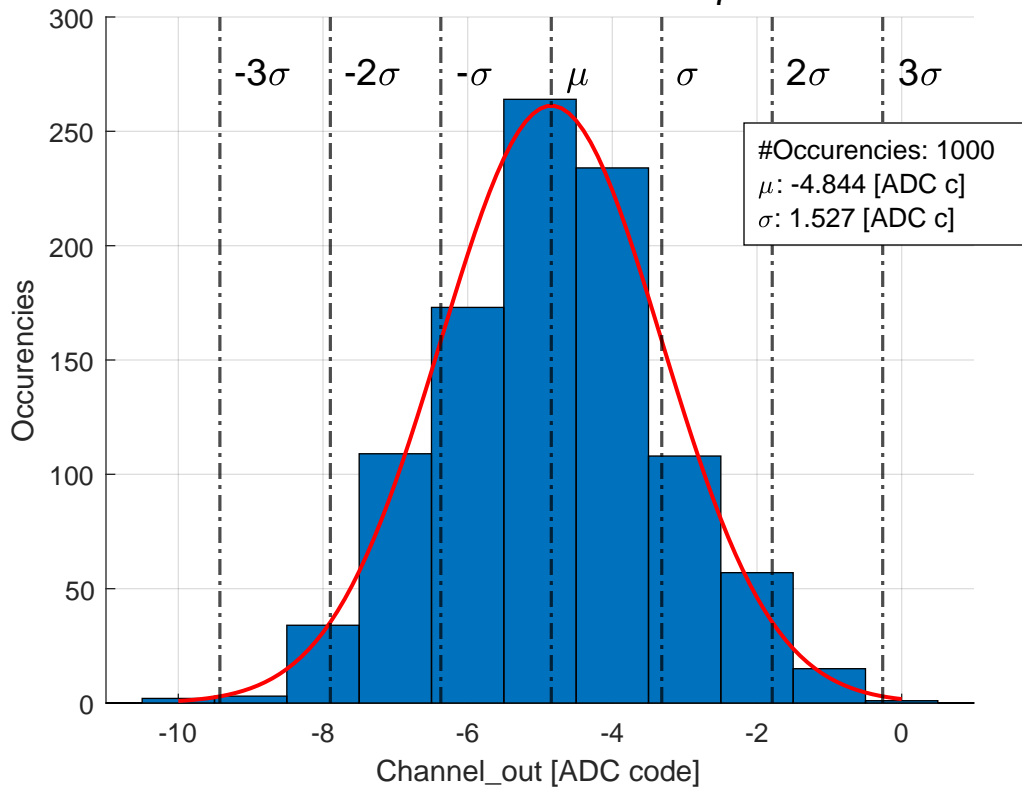 300
-3σ -2σ -σ μ σ 2σ 3σ
250
#Occurencies: 1000
μ: -4.844 [ADC c]
σ: 1.527 [ADC c]
200
Occurencies
150
100
50
0
-10 -8 -6 -4 -2 0
Channel_out [ADC code]